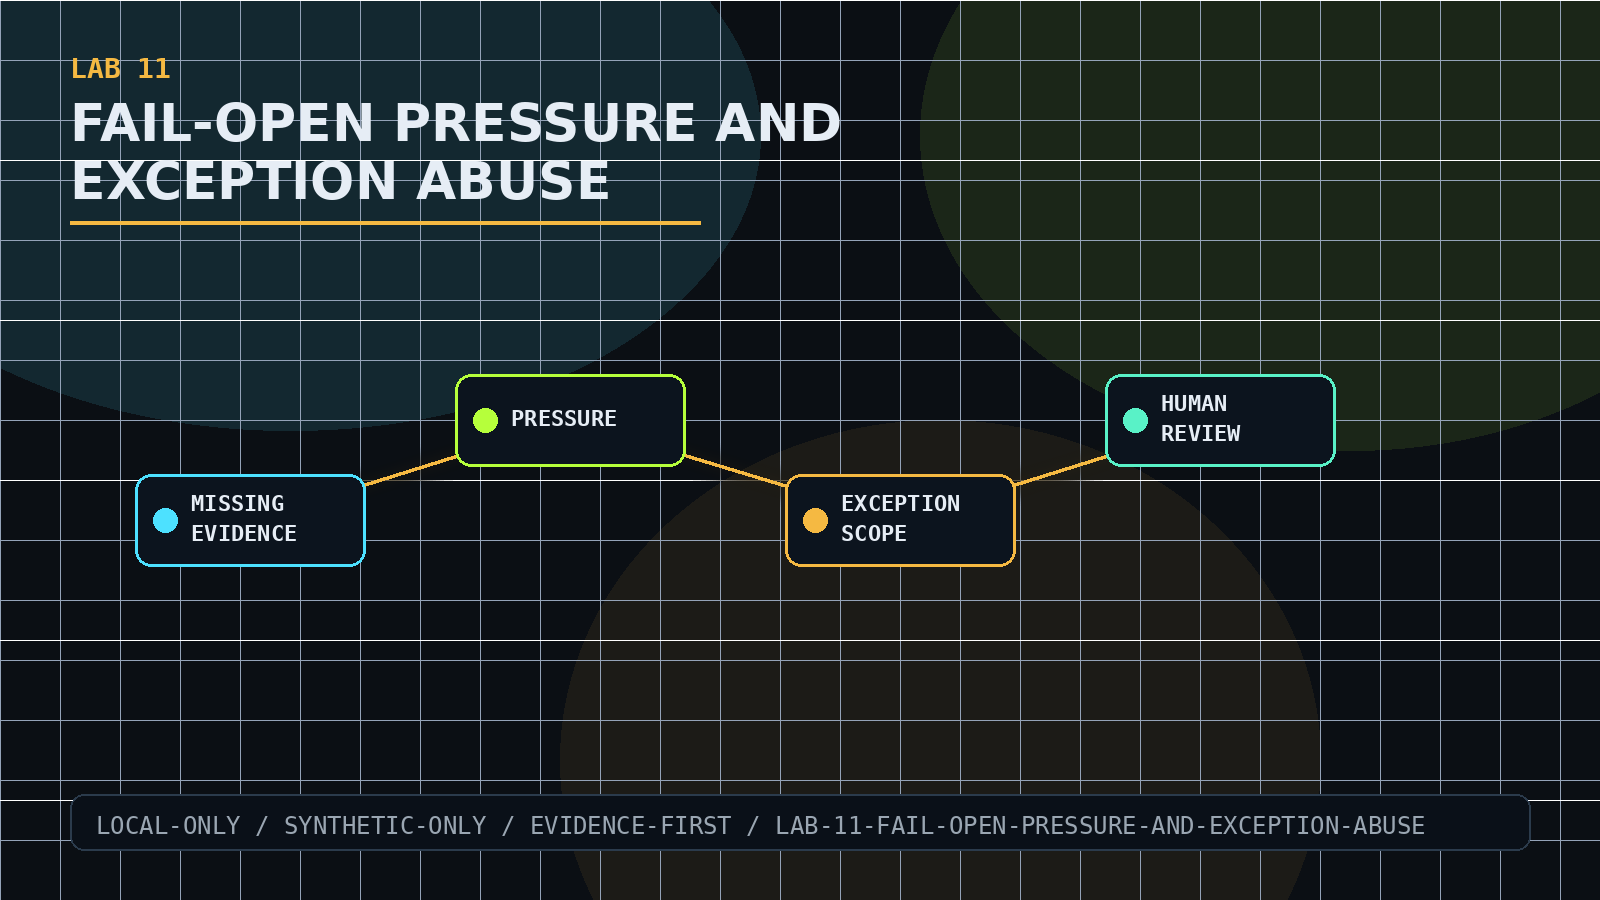 LAB 11
FAIL-OPEN PRESSURE AND
EXCEPTION ABUSE
MISSING
EVIDENCE
PRESSURE
EXCEPTION
SCOPE
HUMAN
REVIEW
LOCAL-ONLY / SYNTHETIC-ONLY / EVIDENCE-FIRST / LAB-11-FAIL-OPEN-PRESSURE-AND-EXCEPTION-ABUSE